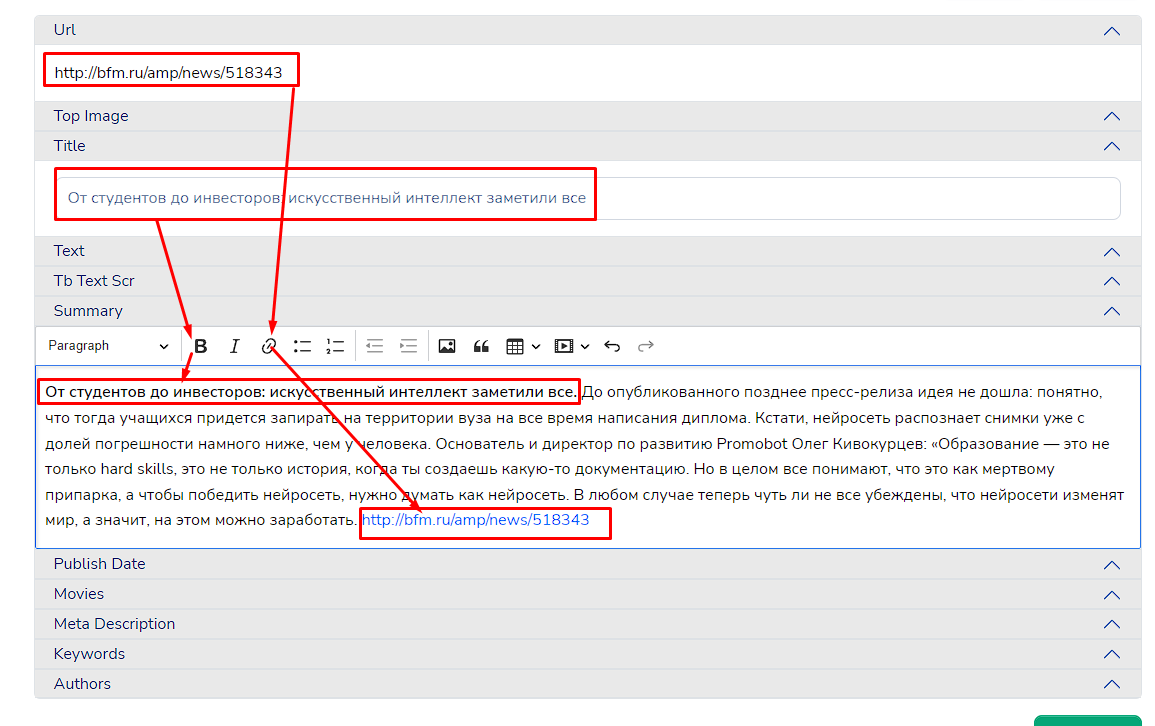 Url
http://bfm.ru/amp/news/518343
Top Image
Title
От студентов до инвесторов: искусственный интеллект заметили все
Text
Tb Text Scr
Summary
Paragraph B I
От студентов до инвесторов: искусственный интеллект заметили все. До опубликованного позднее пресс-релиза идея не дошла: понятно,
что тогда учащихся придется запирать на территории вуза на все время написания диплома. Кстати, нейросеть распознает снимки уже с
долей погрешности намного ниже, чем у человека. Основатель и директор по развитию Promobot Олег Кивокурцев: «Образование — это не
только hard skills, это не только история, когда ты создаешь какую-то документацию. Но в целом все понимают, что это как мертвому
припарка, а чтобы победить нейросеть, нужно думать как нейросеть. В любом случае теперь чуть ли не все убеждены, что нейросети изменят
мир, а значит, на этом можно заработать. http://bfm.ru/amp/news/518343
Publish Date
Movies
Meta Description
Keywords
Authors